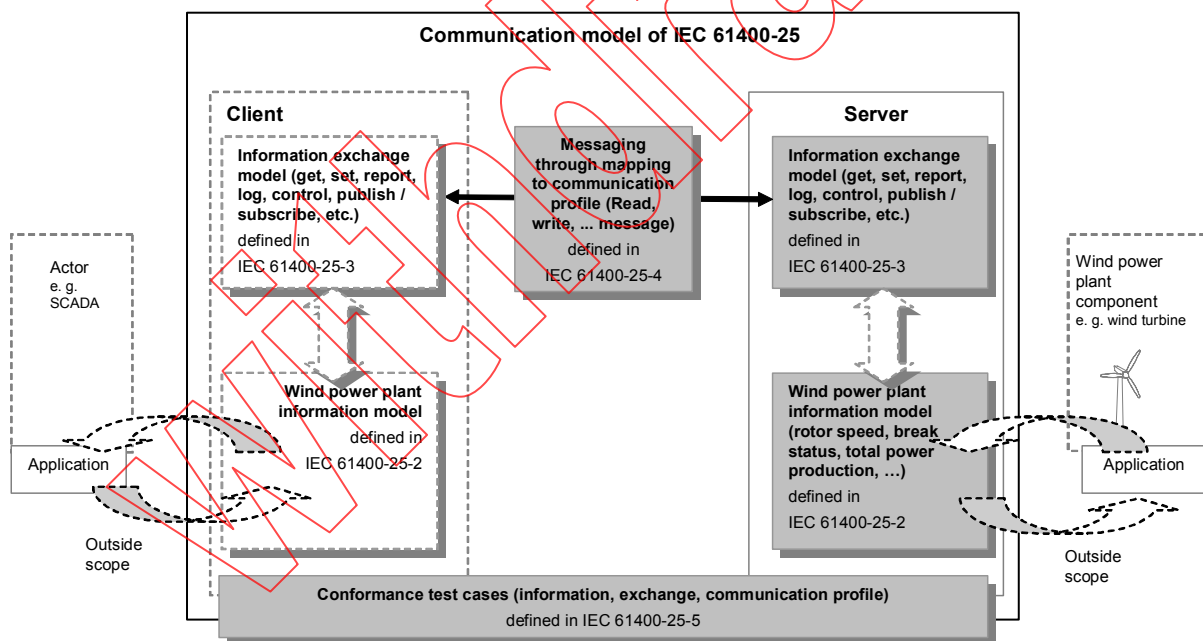 Communication model of IEC 61400-25
Client
Information exchange
model (get, set, report,
log, control, publish /
subscribe, etc.)
defined in
IEC 61400-25-3
Messaging
through mapping
to communication
profile (Read,
write, ... message)
defined in
IEC 61400-25-4
Server
Information exchange
model (get, set, report,
log, control, publish /
subscribe, etc.)
defined in
IEC 61400-25-3
Actor
e. g.
SCADA
Wind power
plant
component
e. g. wind turbine
Wind power plant
information model
defined in
IEC 61400-25-2
Wind power plant
information model
(rotor speed, break
status, total power
production, …)
defined in
IEC 61400-25-2
Application
Application
Outside
scope
Outside
scope
Conformance test cases (information, exchange, communication profile)
defined in IEC 61400-25-5